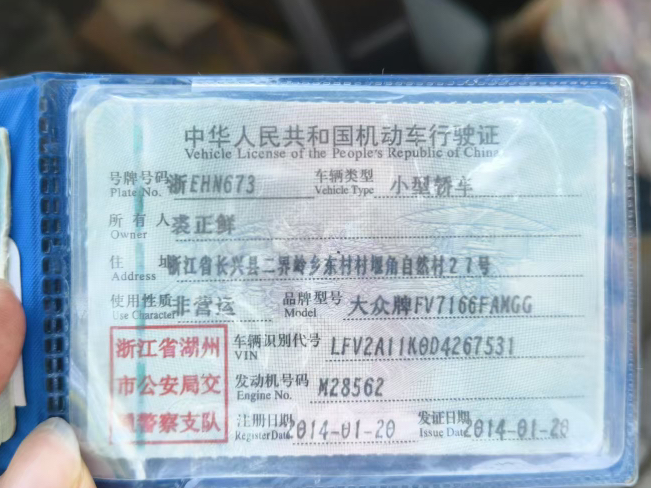 中华人民共和国机动车行驶证
Vehicle License of the People's Republic of China
号牌号码 浙EHN673 车辆类型 小型轿车
Plate No. Vehicle Type
所有人 裘正鲜
Owner
住址 浙江省长兴县二界岭乡东村村堰角自然村27号
Address
使用性质 非营运 品牌型号 大众牌FV7166FAMGG
Use Character Model
浙江省湖州市公安局交通警察支队
车辆识别代号 LFV2A11K0D4267531
VIN
发动机号码 M28562
Engine No.
注册日期 2014-01-20 发证日期 2014-01-20
Register Date Issue Date